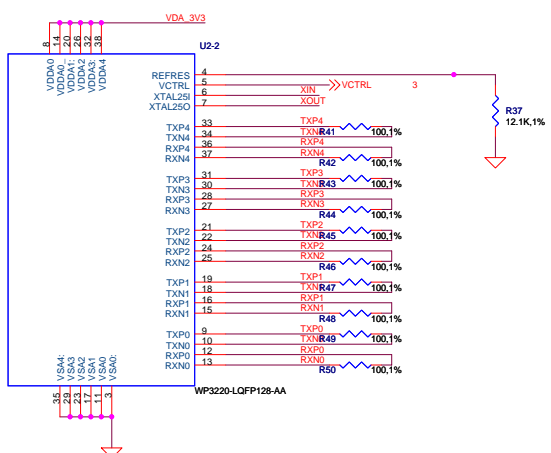 VDA_3V3
8
14
20
26
32
38
U2-2
VDDA0
VDDA0_
VDDA1:
VDDA2
VDDA3:
VDDA4
REFRES 4
VCTRL 5 VCTRL 3
XTAL25I 6 XIN
XTAL25O 7 XOUT
R37
12.1K,1%
TXP4 33 TXP4
TXN4 34 TXN4 R41 100,1%
RXP4 36 RXP4
RXN4 37 RXN4 R42 100,1%
TXP3 31 TXP3
TXN3 30 TXN3 R43 100,1%
RXP3 28 RXP3
RXN3 27 RXN3 R44 100,1%
TXP2 21 TXP2
TXN2 22 TXN2 R45 100,1%
RXP2 24 RXP2
RXN2 25 RXN2 R46 100,1%
TXP1 19 TXP1
TXN1 18 TXN1 R47 100,1%
RXP1 16 RXP1
RXN1 15 RXN1 R48 100,1%
TXP0 9 TXP0
TXN0 10 TXN0 R49 100,1%
RXP0 12 RXP0
RXN0 13 RXN0 R50 100,1%
VSA4:
VSA3
VSA2
VSA1
VSA0
VSA0:
WP3220-LQFP128-AA
35
29
23
17
11
3